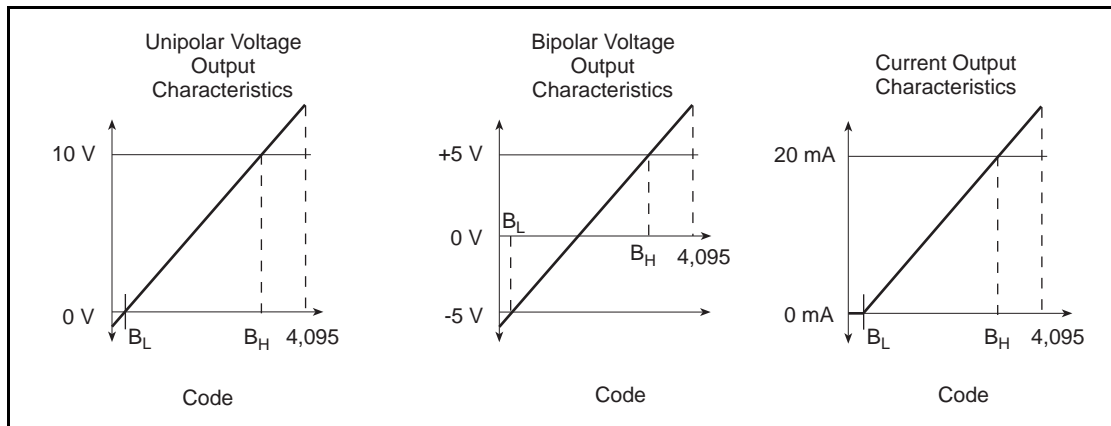 Unipolar Voltage
Output
Characteristics
10 V
0 V
B_L
B_H
4,095
Code
Bipolar Voltage
Output
Characteristics
+5 V
B_L
0 V
B_H
4,095
-5 V
Code
Current Output
Characteristics
20 mA
0 mA
B_L
B_H
4,095
Code